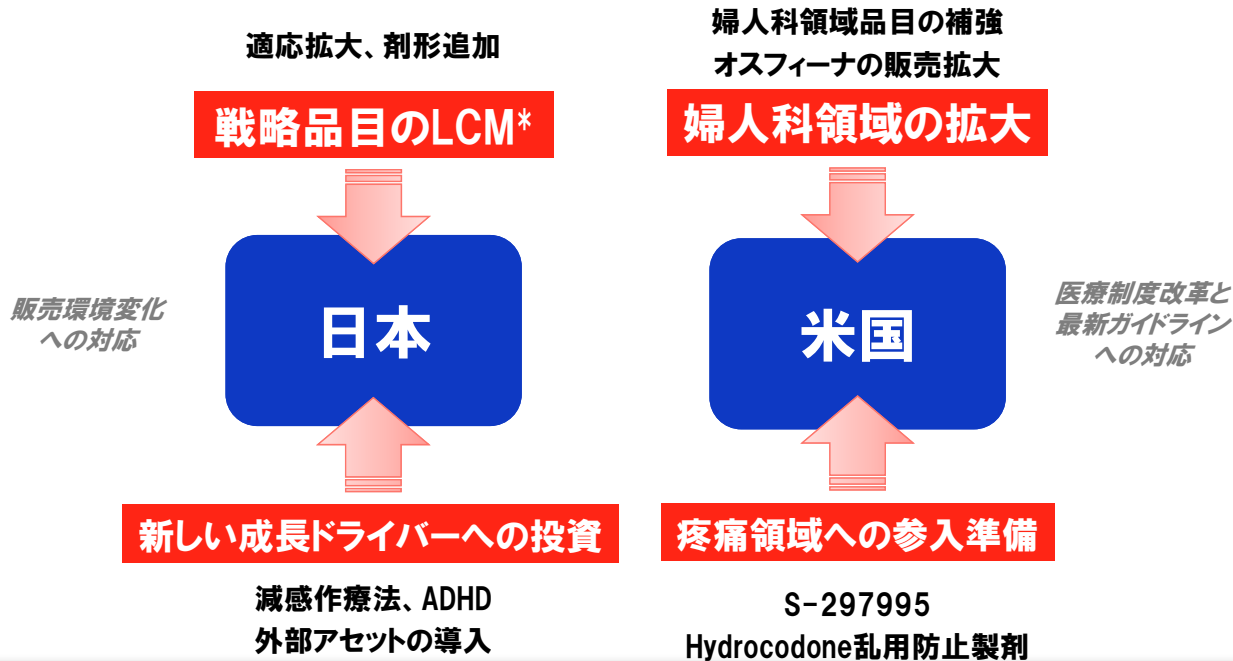 適応拡大、剤形追加
戦略品目のLCM*
販売環境変化
への対応
日本
新しい成長ドライバーへの投資
減感作療法、ADHD
外部アセットの導入
婦人科領域品目の補強
オスフィーナの販売拡大
婦人科領域の拡大
米国
医療制度改革と
最新ガイドライン
への対応
疼痛領域への参入準備
S-297995
Hydrocodone乱用防止製剤